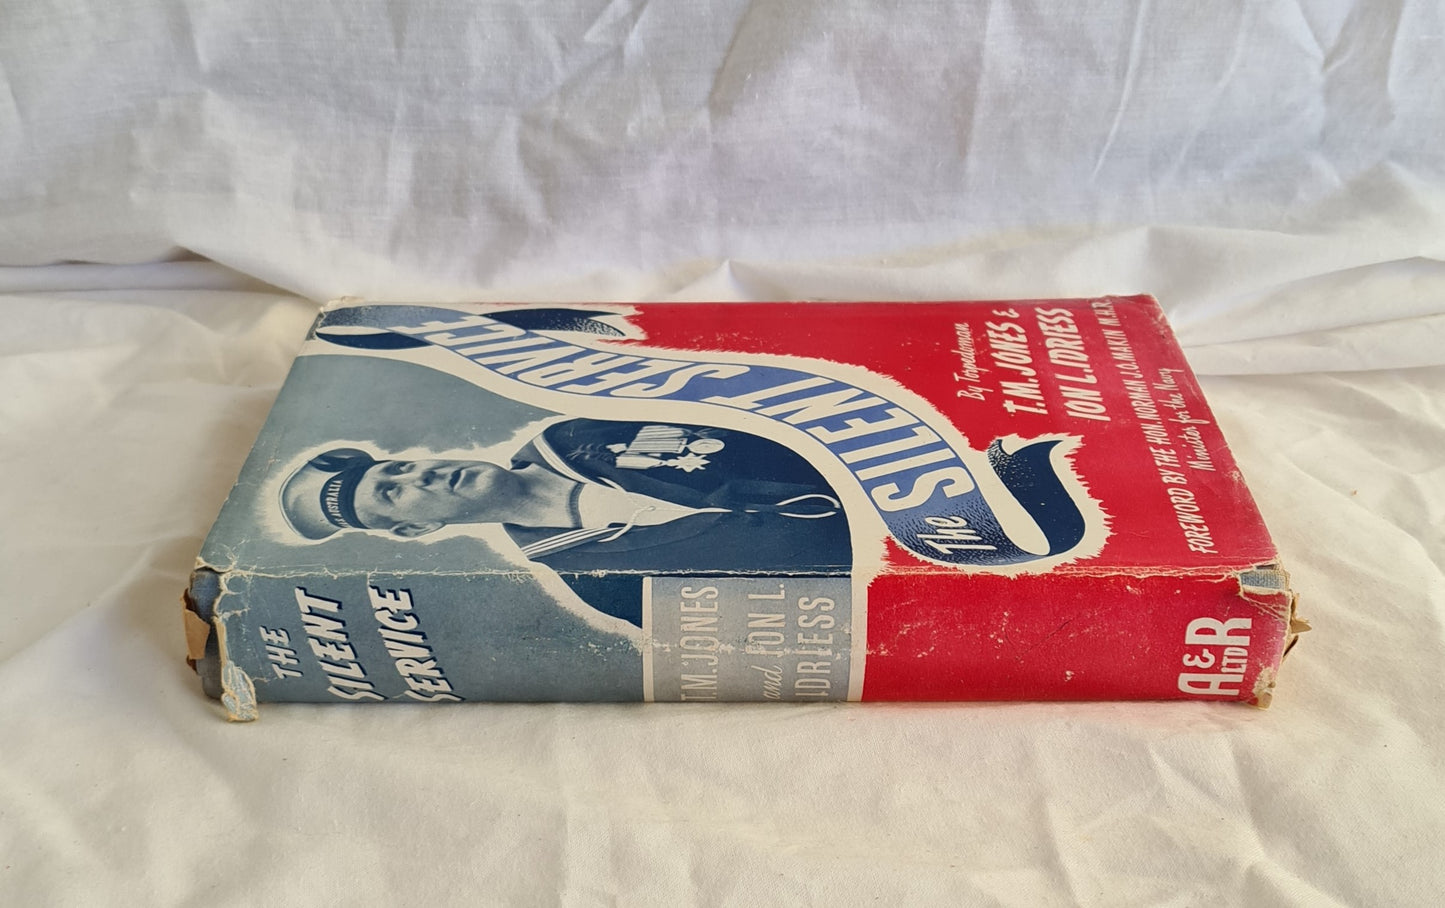 The SILENT SERVICE
By Torpedoman
T. M. JONES &
ION L. IDRIESS
FOREWORD BY THE HON. NORMAN J. O. MAKIN M.H.R.
Minister for the Navy
AUSTRALIA
THE
SILENT
SERVICE
T. M. JONES
and ION L.
IDRIESS
A & R
LTD